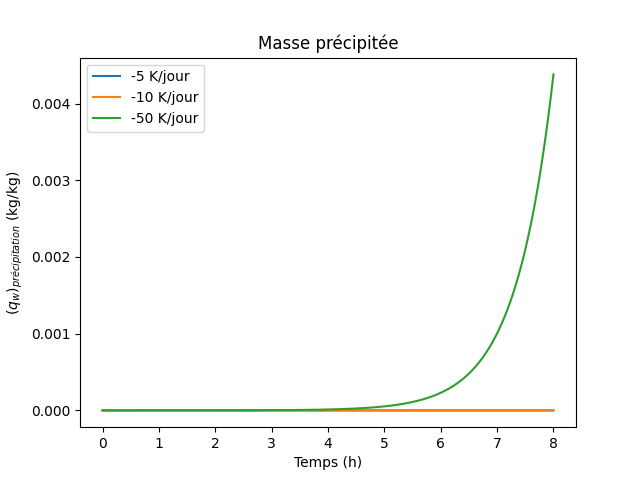 Masse précipitée
-5 K/jour
-10 K/jour
-50 K/jour
0.004
0.003
0.002
0.001
0.000
(q_w)_précipitation (kg/kg)
0 1 2 3 4 5 6 7 8
Temps (h)